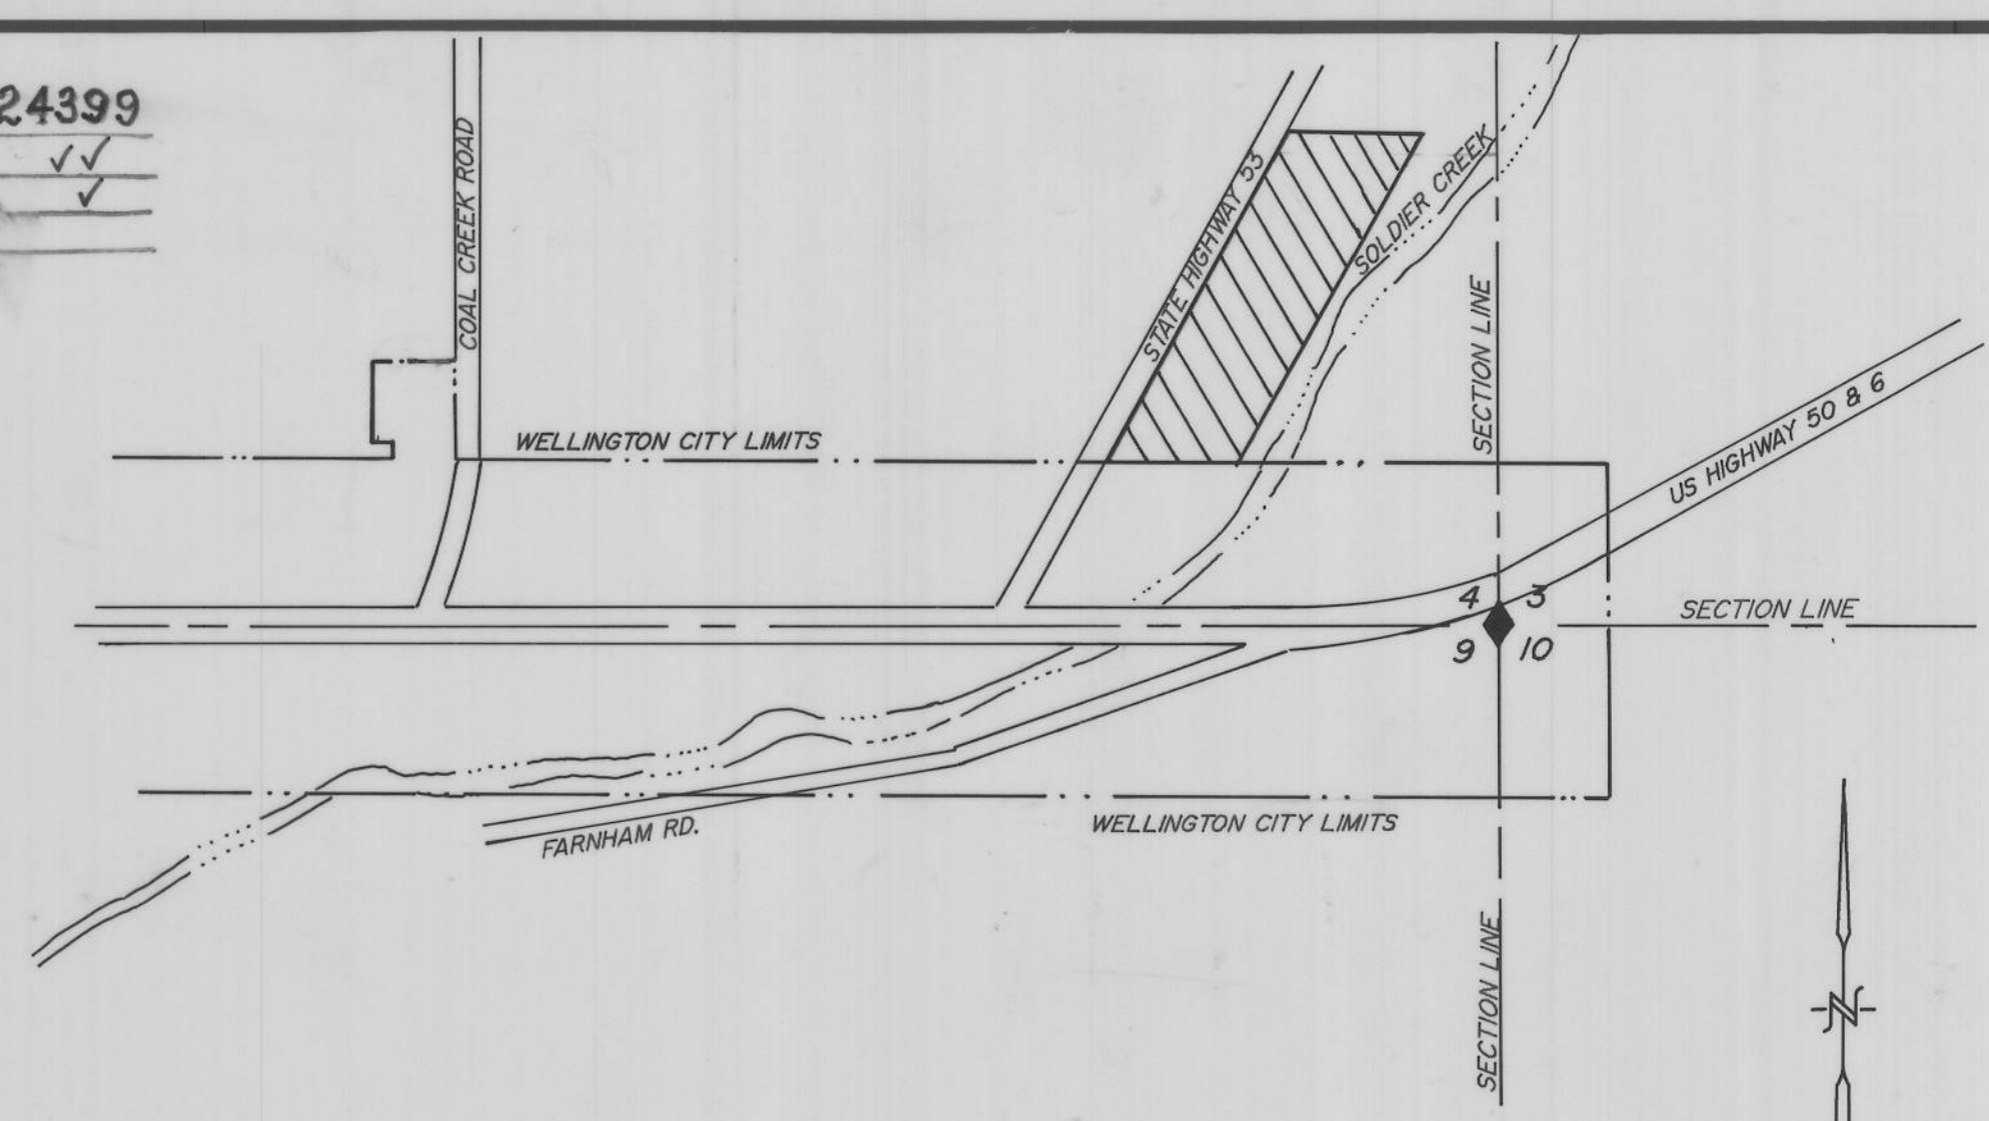 24399
COAL CREEK ROAD
STATE HIGHWAY 53
SOLDIER CREEK
SECTION LINE
US HIGHWAY 50 & 6
WELLINGTON CITY LIMITS
4 3
SECTION LINE
9 10
FARNHAM RD.
WELLINGTON CITY LIMITS
SECTION LINE
N